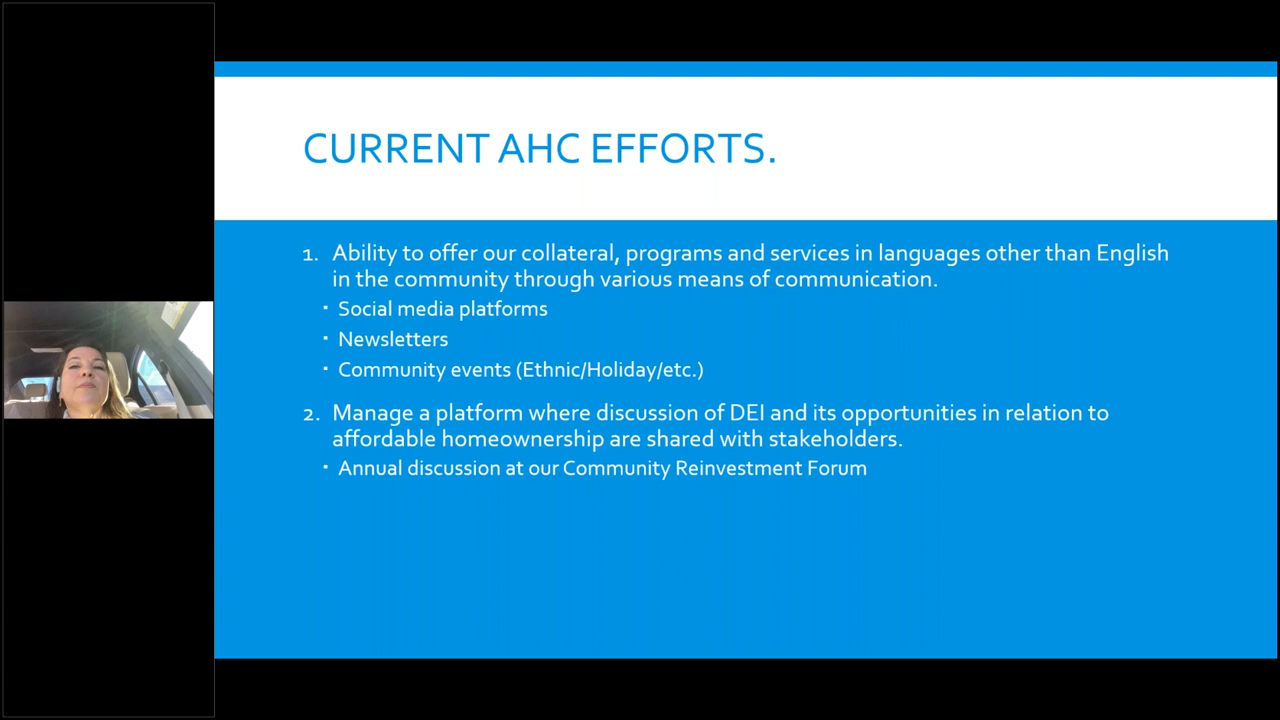 CURRENT AHC EFFORTS.
1. Ability to offer our collateral, programs and services in languages other than English
in the community through various means of communication.
▪ Social media platforms
▪ Newsletters
▪ Community events (Ethnic/Holiday/etc.)
2. Manage a platform where discussion of DEI and its opportunities in relation to
affordable homeownership are shared with stakeholders.
▪ Annual discussion at our Community Reinvestment Forum